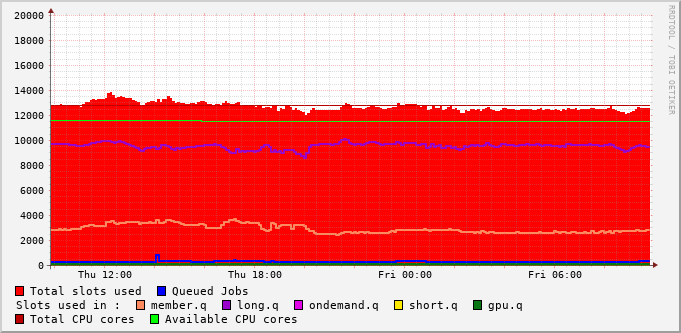 20000
18000
16000
14000
12000
10000
8000
6000
4000
2000
0
Thu 12:00 Thu 18:00 Fri 00:00 Fri 06:00
RRDTOOL / TOBI OETIKER
Total slots used Queued Jobs
Slots used in : member.q long.q ondemand.q short.q gpu.q
Total CPU cores Available CPU cores